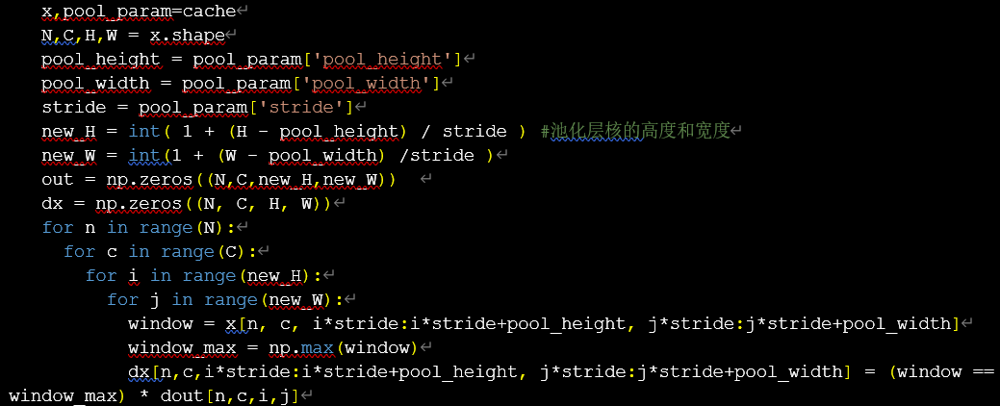 x,pool_param=cache↵
N,C,H,W = x.shape↵
pool_height = pool_param['pool_height']↵
pool_width = pool_param['pool_width']↵
stride = pool_param['stride']↵
new_H = int( 1 + (H - pool_height) / stride ) #池化层核的高度和宽度↵
new_W = int(1 + (W - pool_width) /stride )↵
out = np.zeros((N,C,new_H,new_W)) ↵
dx = np.zeros((N, C, H, W))↵
for n in range(N):↵
for c in range(C):↵
for i in range(new_H):↵
for j in range(new_W):↵
window = x[n, c, i*stride:i*stride+pool_height, j*stride:j*stride+pool_width]↵
window_max = np.max(window)↵
dx[n,c,i*stride:i*stride+pool_height, j*stride:j*stride+pool_width] = (window ==
window_max) * dout[n,c,i,j]↵